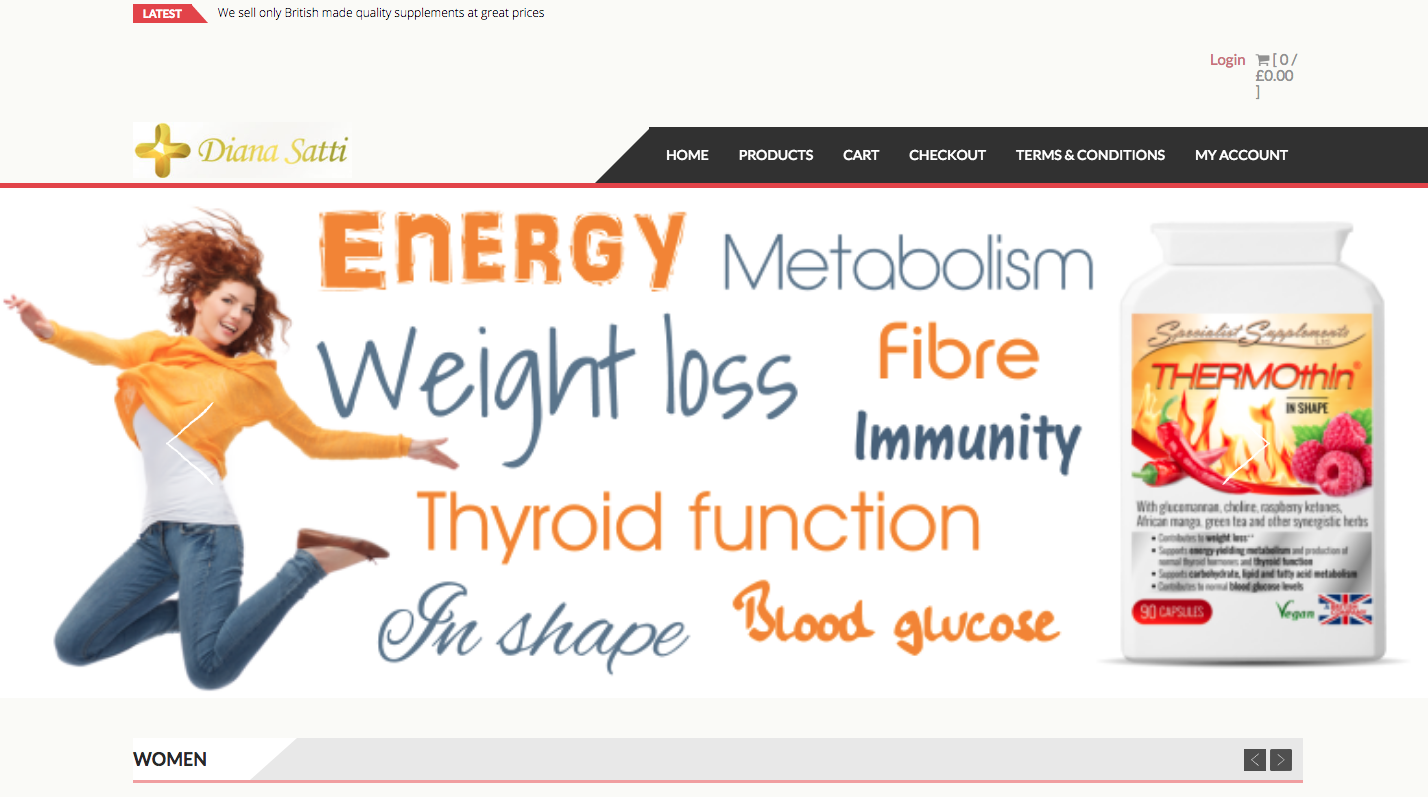 LATEST We sell only British made quality supplements at great prices
Login [ 0 /
£0.00
]
Diana Satti
HOME PRODUCTS CART CHECKOUT TERMS & CONDITIONS MY ACCOUNT
ENERGY
Metabolism
Weight loss
Fibre
Immunity
Thyroid function
In shape
Blood glucose
Specialist Supplements
Ltd.
THERMOthin®
IN SHAPE
With glucomannan, choline, raspberry ketones,
African mango, green tea and other synergistic herbs
• Contributes to weight loss**
• Supports energy-yielding metabolism and production of
normal thyroid hormones and thyroid function
• Supports carbohydrate, lipid and fatty acid metabolism
• Contributes to normal blood glucose levels
90 CAPSULES
Vegan
WOMEN